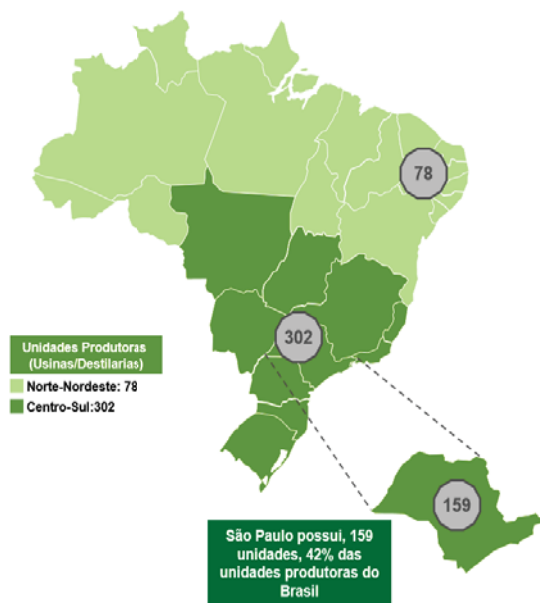 78
302
Unidades Produtoras
(Usinas/Destilarias)
Norte-Nordeste: 78
Centro-Sul:302
159
São Paulo possui, 159
unidades, 42% das
unidades produtoras do
Brasil